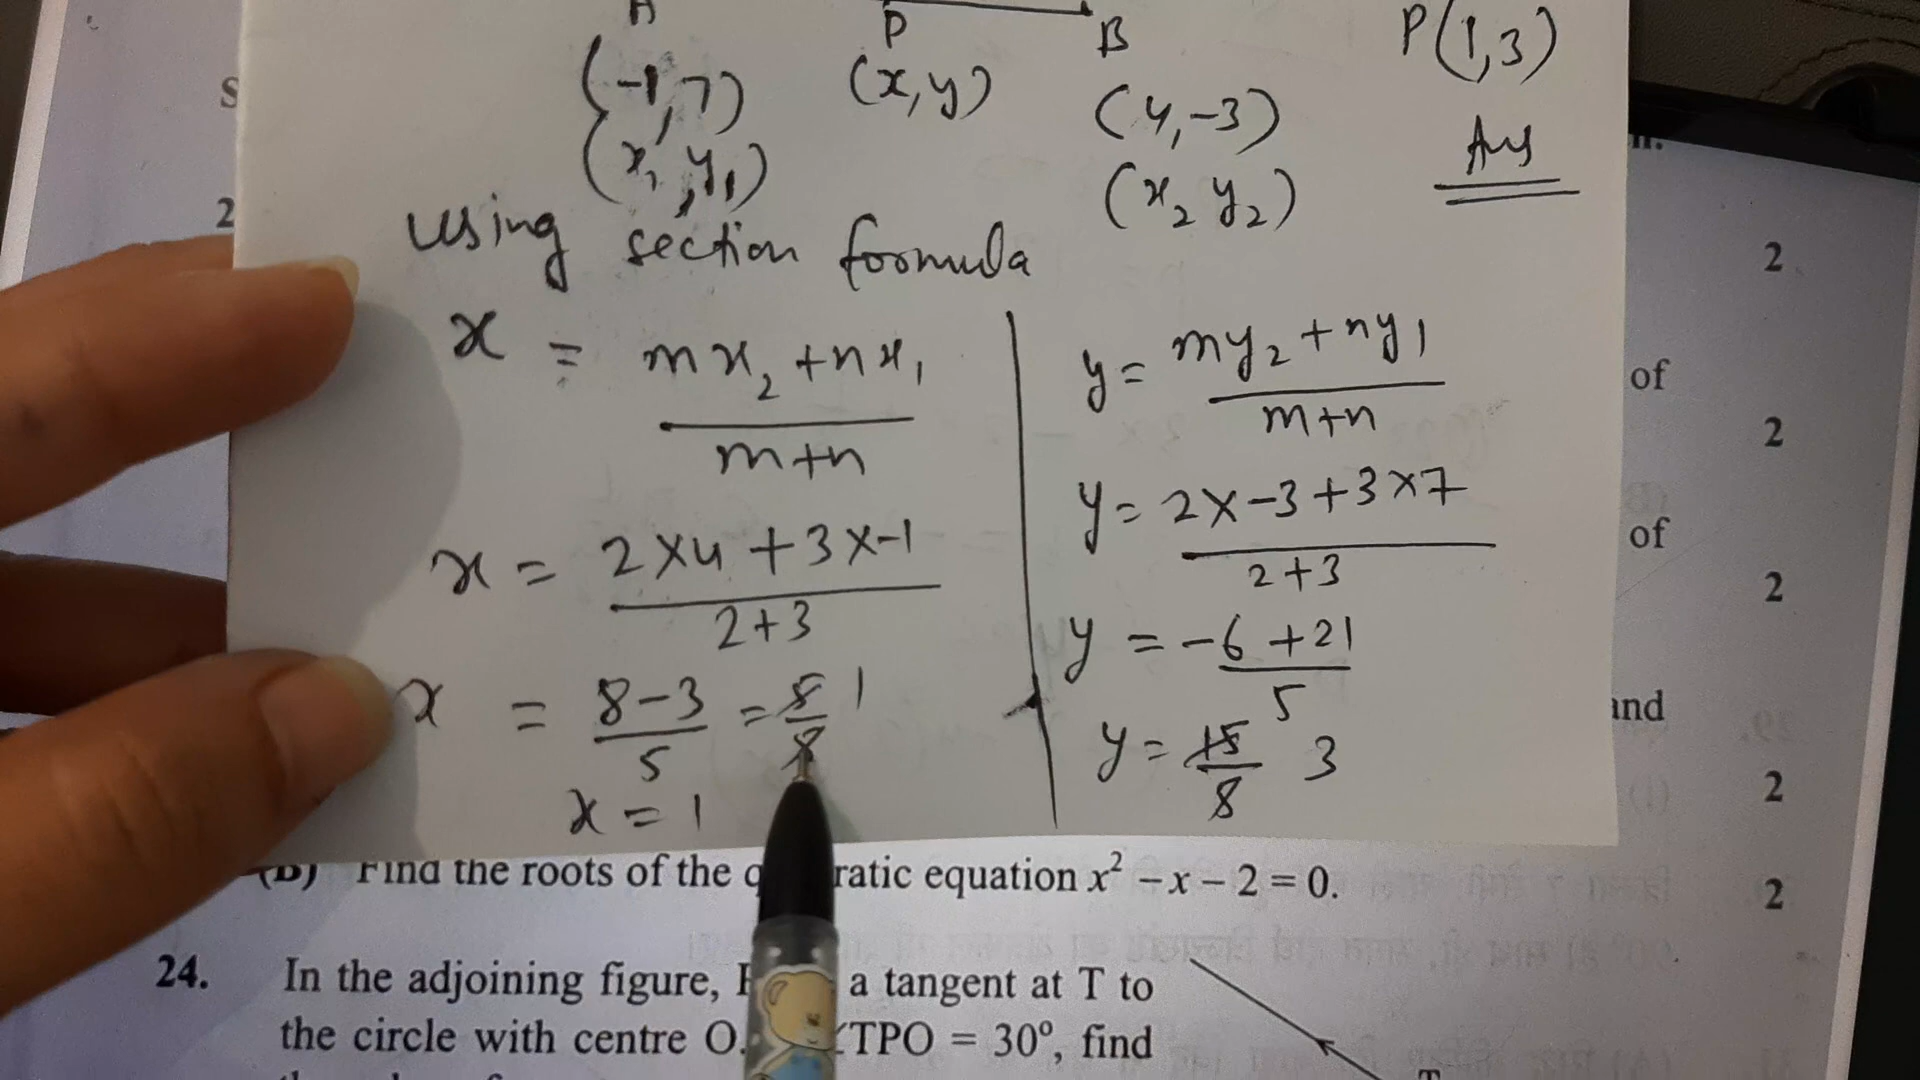 A
P
B
P(1,3)
(-1,7)
(x,y)
(4,-3)
Ans
(x₁,y₁)
(x₂ y₂)
using section foomula
x = mx₂+nx₁
m+n
x = 2×4+3×-1
2+3
x = 8-3 = 5 1
5 5
x = 1
y = my₂+ny₁
m+n
y = 2×-3+3×7
2+3
y = -6+21
5
y = 15 3
5
S
2
2
of
2
of
2
and
2
(B) Find the roots of the ratic equation x² – x – 2 = 0.
2
24. In the adjoining figure, a tangent at T to
the circle with centre O. ∠TPO = 30°, find
T